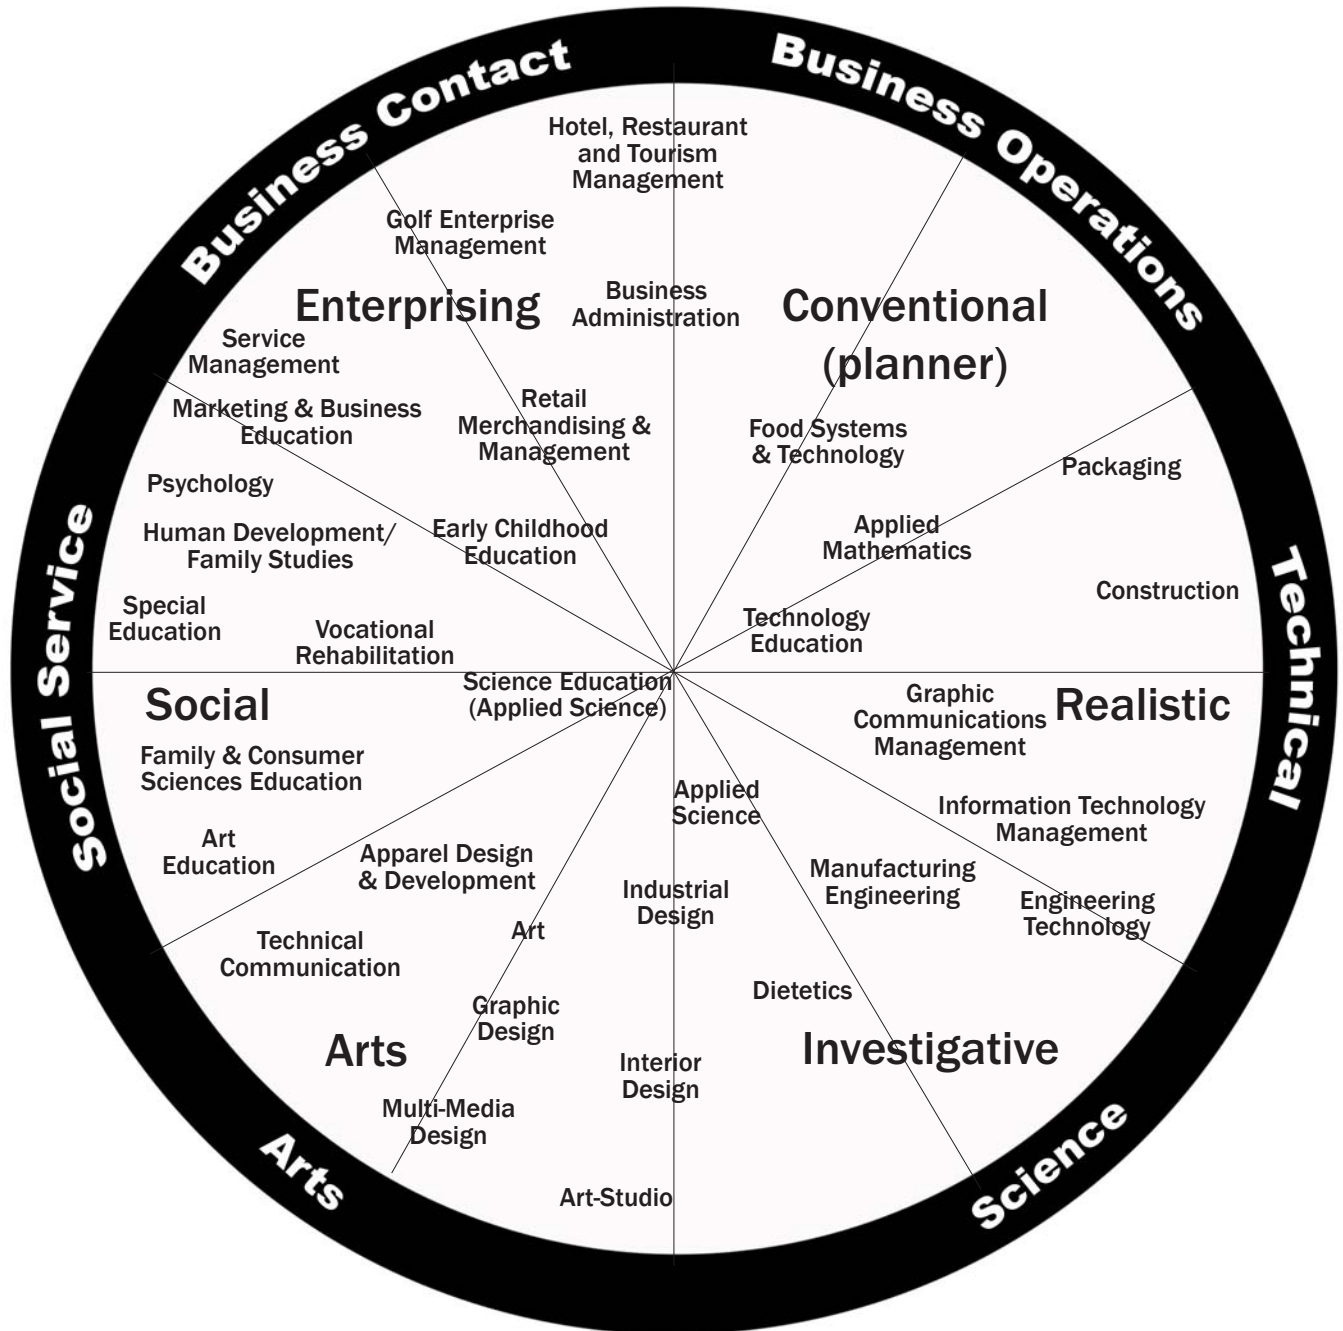 Business Contact
Business Operations
Technical
Science
Arts
Social Service
Hotel, Restaurant
and Tourism
Management
Golf Enterprise
Management
Enterprising
Business
Administration
Conventional
(planner)
Service
Management
Marketing & Business
Education
Retail
Merchandising &
Management
Food Systems
& Technology
Packaging
Psychology
Human Development/
Family Studies
Early Childhood
Education
Applied
Mathematics
Construction
Special
Education
Vocational
Rehabilitation
Technology
Education
Science Education
(Applied Science)
Social
Graphic
Communications
Management
Realistic
Family & Consumer
Sciences Education
Applied
Science
Information Technology
Management
Art
Education
Apparel Design
& Development
Industrial
Design
Manufacturing
Engineering
Engineering
Technology
Technical
Communication
Art
Graphic
Design
Dietetics
Arts
Interior
Design
Investigative
Multi-Media
Design
Art-Studio